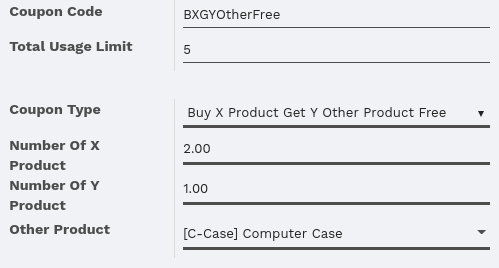 Coupon Code BXGYOtherFree
Total Usage Limit 5
Coupon Type Buy X Product Get Y Other Product Free
Number Of X Product 2.00
Number Of Y Product 1.00
Other Product [C-Case] Computer Case